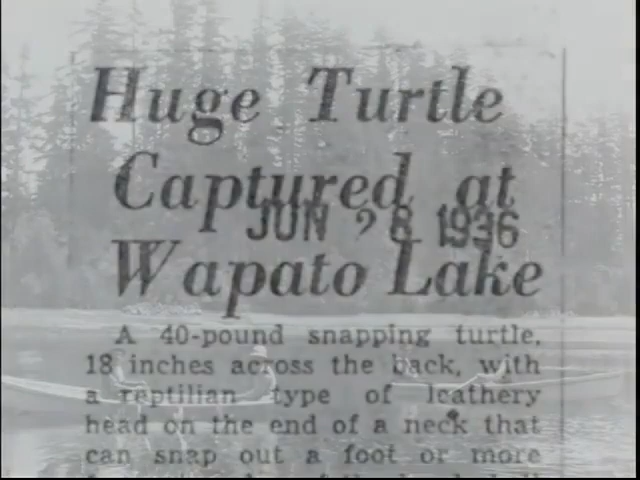 Huge Turtle
Captured at
JUN 28 1936
Wapato Lake
A 40-pound snapping turtle,
18 inches across the back, with
a reptilian type of leathery
head on the end of a neck that
can snap out a foot or more